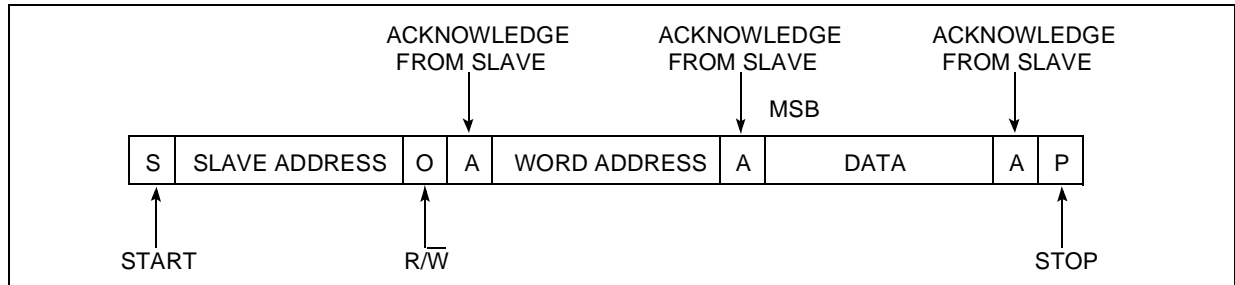 ACKNOWLEDGE FROM SLAVE
ACKNOWLEDGE FROM SLAVE
ACKNOWLEDGE FROM SLAVE
MSB
S SLAVE ADDRESS O A WORD ADDRESS A DATA A P
START R/W̅ STOP